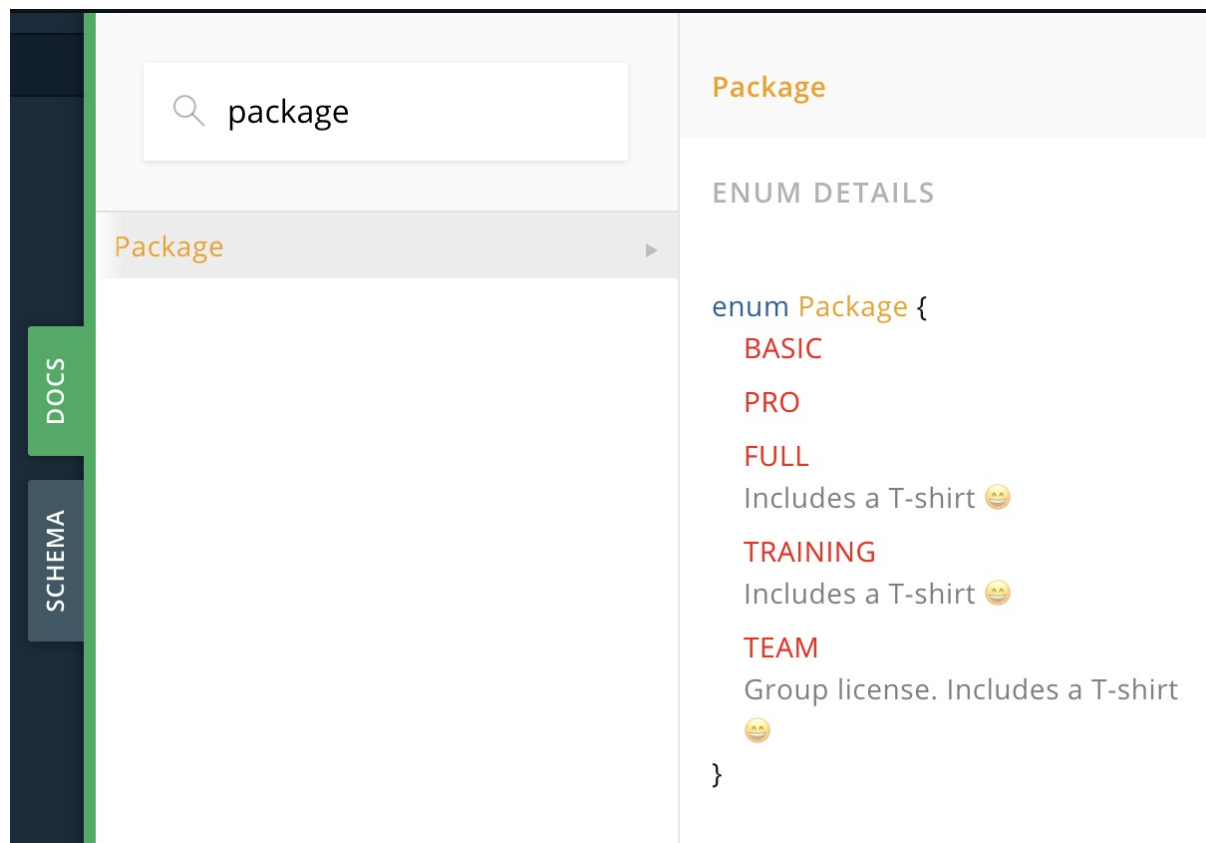 package
Package
DOCS
SCHEMA
Package
ENUM DETAILS
enum Package {
BASIC
PRO
FULL
Includes a T-shirt 😄
TRAINING
Includes a T-shirt 😄
TEAM
Group license. Includes a T-shirt
😄
}